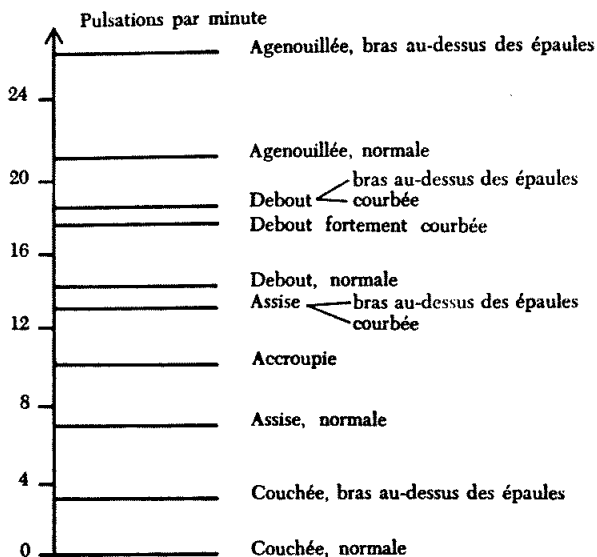 Pulsations par minute
Agenouillée, bras au-dessus des épaules
24
Agenouillée, normale
20
bras au-dessus des épaules
Debout
courbée
Debout fortement courbée
16
Debout, normale
Assise
bras au-dessus des épaules
courbée
12
Accroupie
8
Assise, normale
4
Couchée, bras au-dessus des épaules
0
Couchée, normale